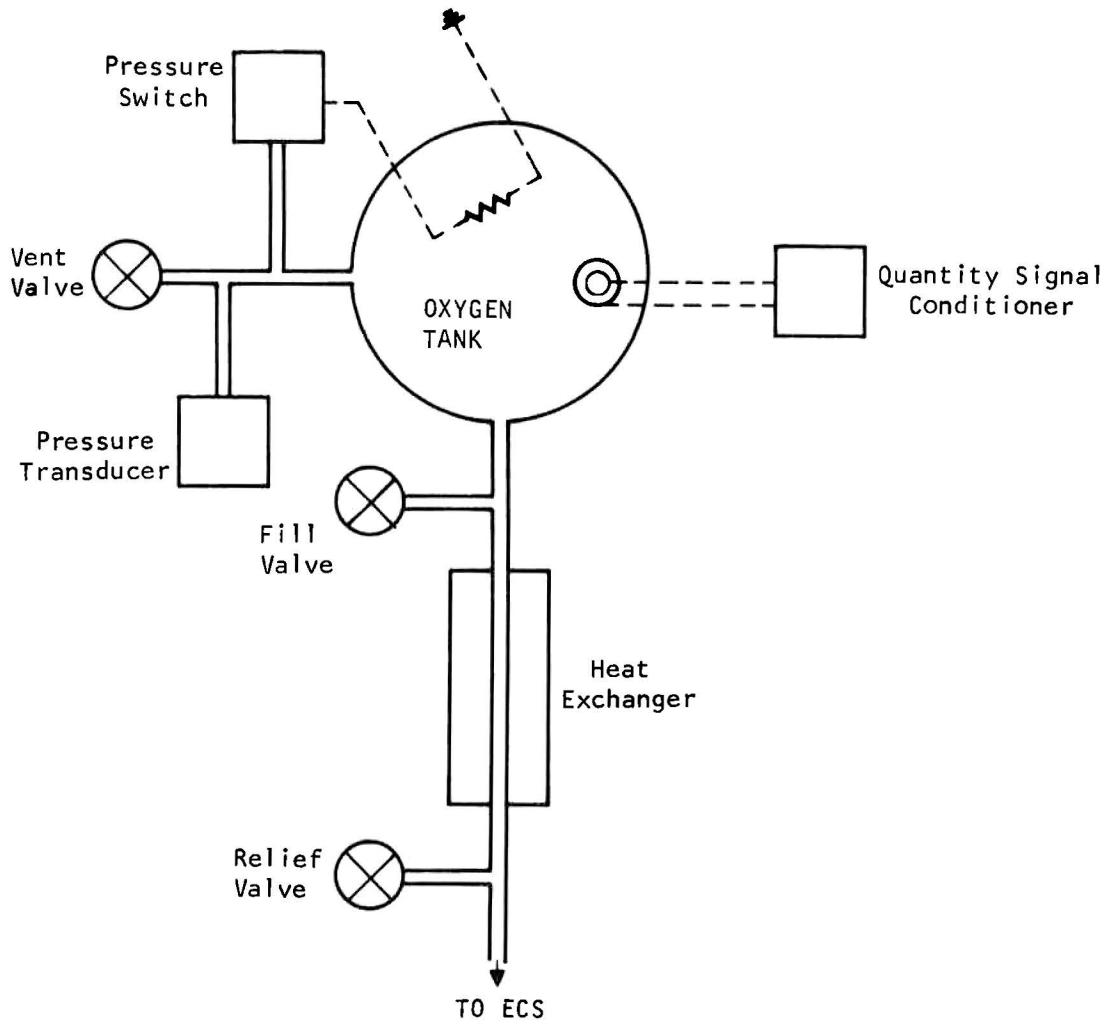 Pressure
Switch
Vent
Valve
OXYGEN
TANK
Quantity Signal
Conditioner
Pressure
Transducer
Fill
Valve
Heat
Exchanger
Relief
Valve
TO ECS